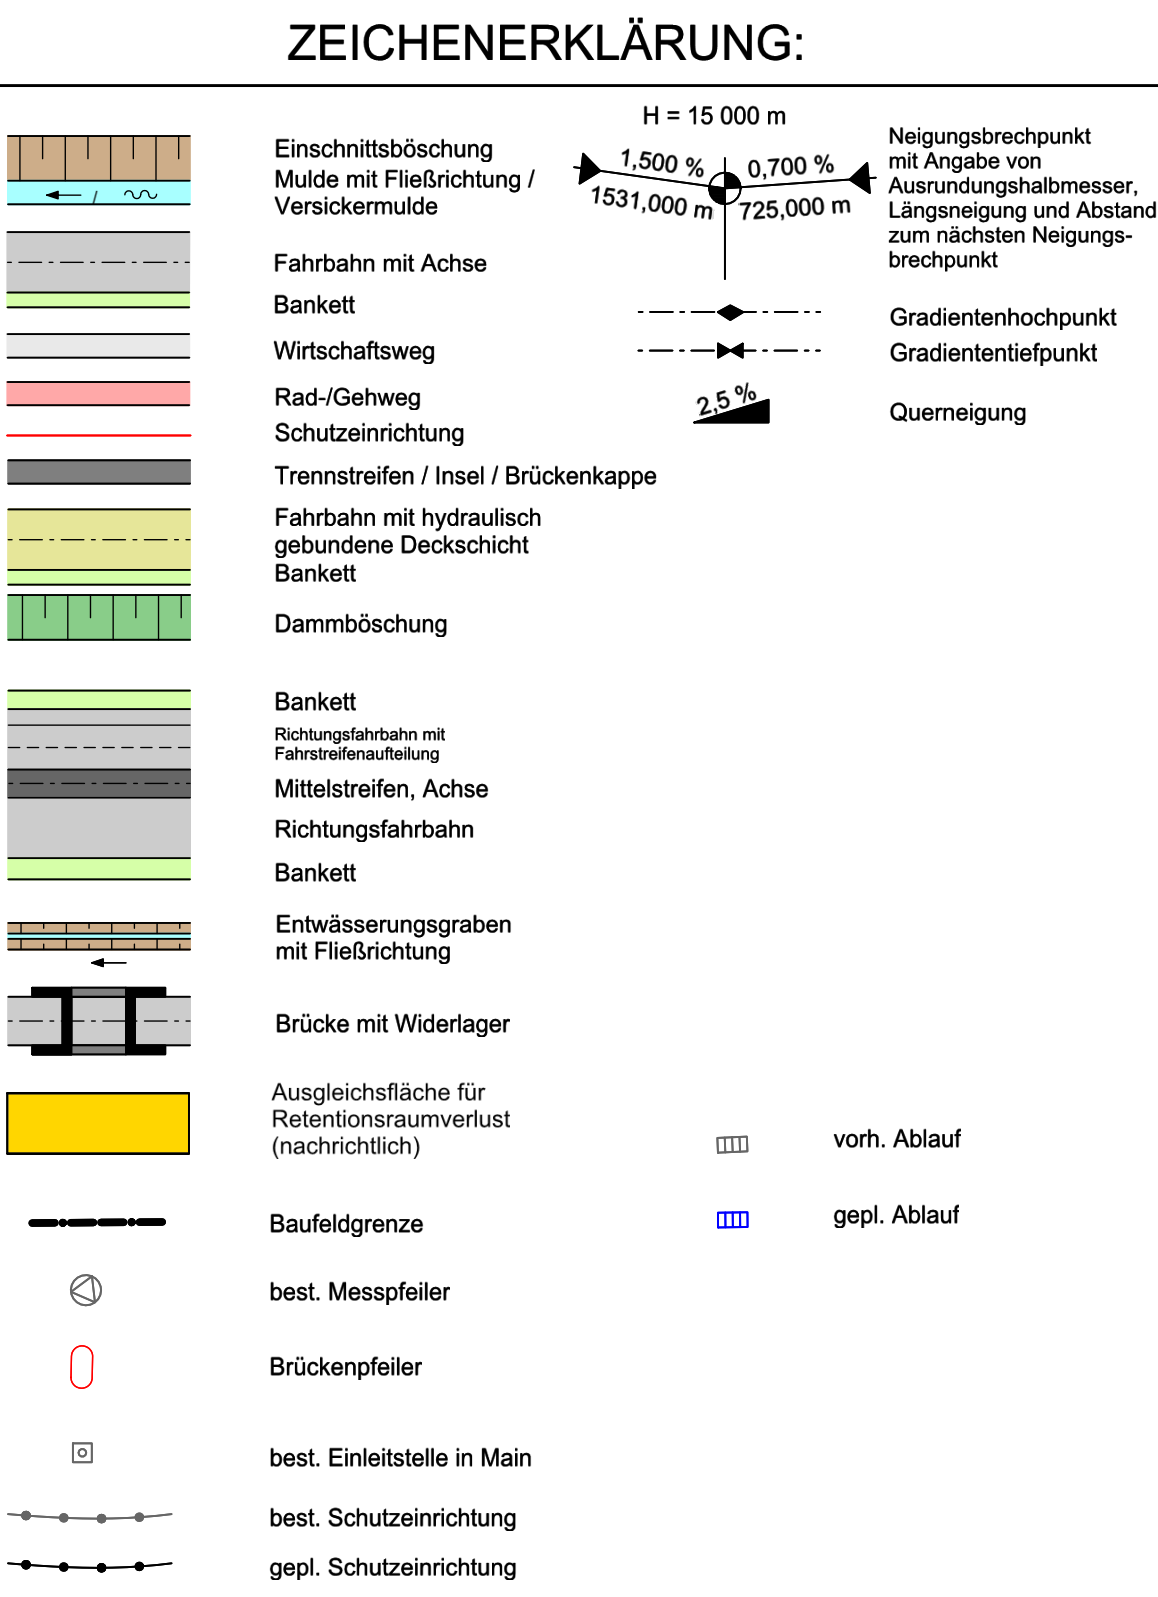 ZEICHENERKLÄRUNG:
Einschnittsböschung
Mulde mit Fließrichtung /
Versickermulde
Fahrbahn mit Achse
Bankett
Wirtschaftsweg
Rad-/Gehweg
Schutzeinrichtung
Trennstreifen / Insel / Brückenkappe
Fahrbahn mit hydraulisch
gebundene Deckschicht
Bankett
Dammböschung
Bankett
Richtungsfahrbahn mit
Fahrstreifenaufteilung
Mittelstreifen, Achse
Richtungsfahrbahn
Bankett
Entwässerungsgraben
mit Fließrichtung
Brücke mit Widerlager
Ausgleichsfläche für
Retentionsraumverlust
(nachrichtlich)
Baufeldgrenze
best. Messpfeiler
Brückenpfeiler
best. Einleitstelle in Main
best. Schutzeinrichtung
gepl. Schutzeinrichtung
H = 15 000 m
1,500 % 0,700 %
1531,000 m 725,000 m
Neigungsbrechpunkt
mit Angabe von
Ausrundungshalbmesser,
Längsneigung und Abstand
zum nächsten Neigungs-
brechpunkt
Gradientenhochpunkt
Gradiententiefpunkt
2,5 %
Querneigung
vorh. Ablauf
gepl. Ablauf